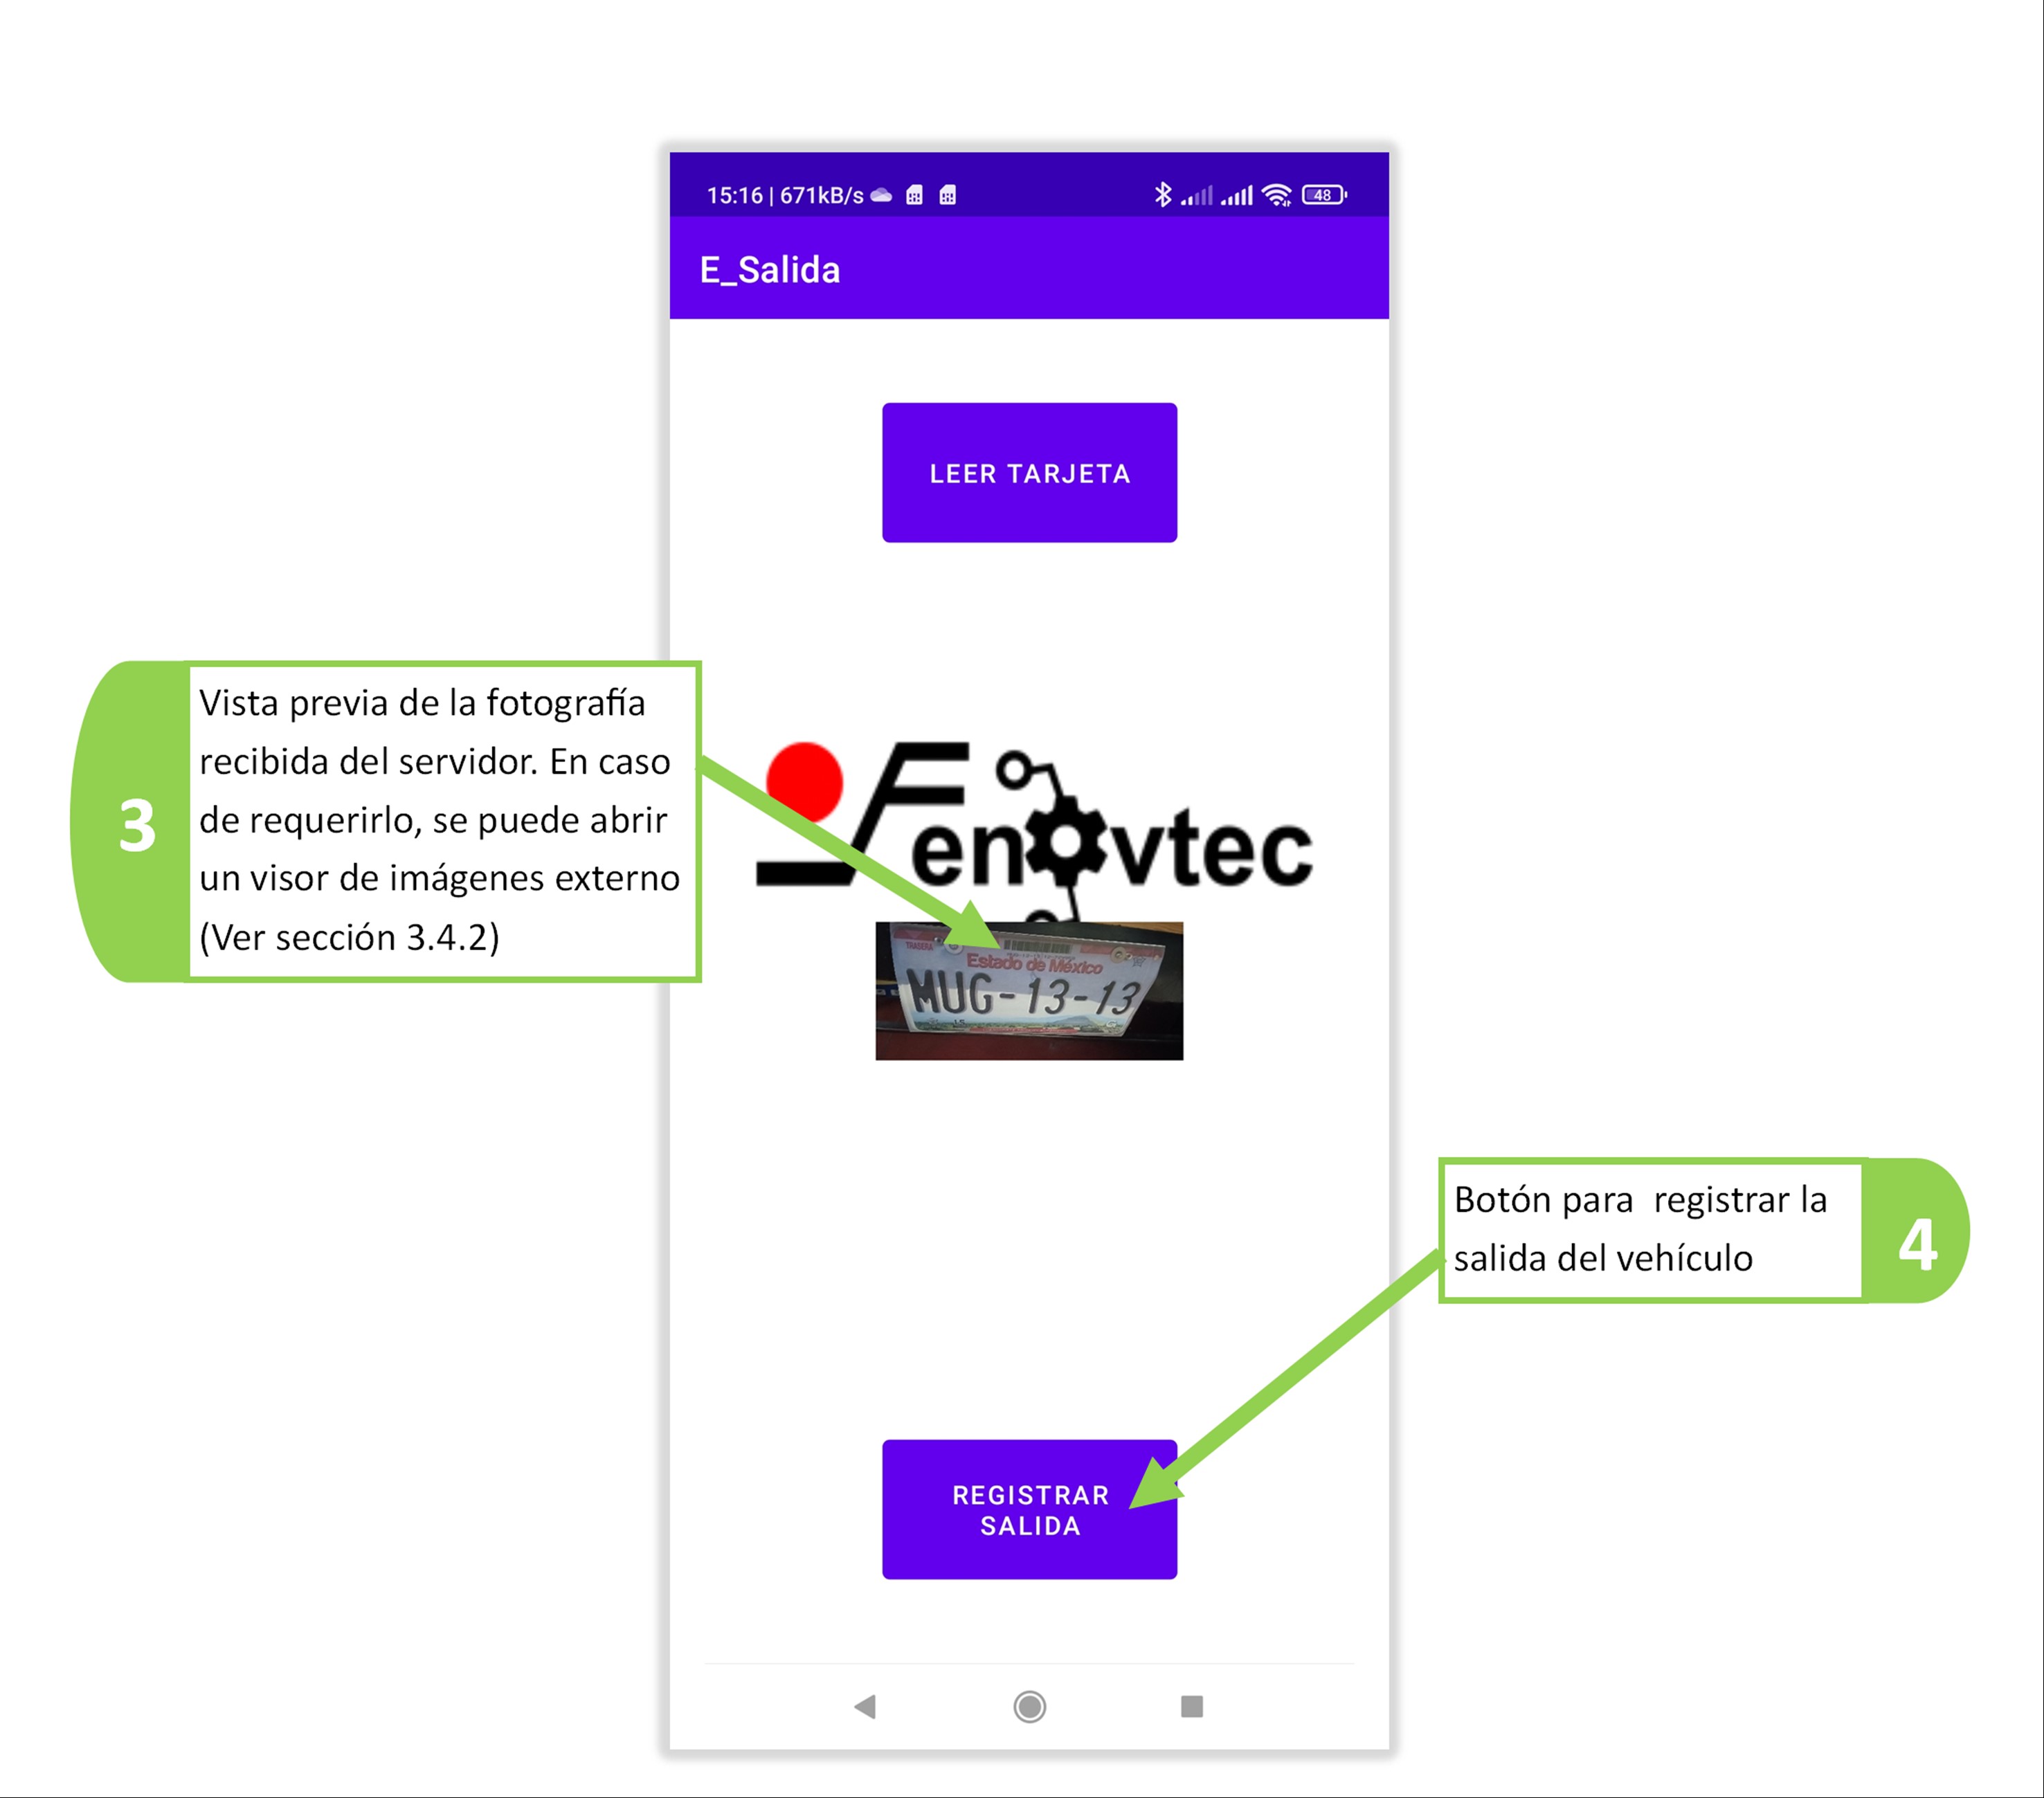 15:16 | 671kB/s
48
E_Salida
LEER TARJETA
3
Vista previa de la fotografía
recibida del servidor. En caso
de requerirlo, se puede abrir
un visor de imágenes externo
(Ver sección 3.4.2)
Fenovtec
TRASERA
Estado de México
MUG-13-13
Botón para  registrar la
salida del vehículo
4
REGISTRAR
SALIDA